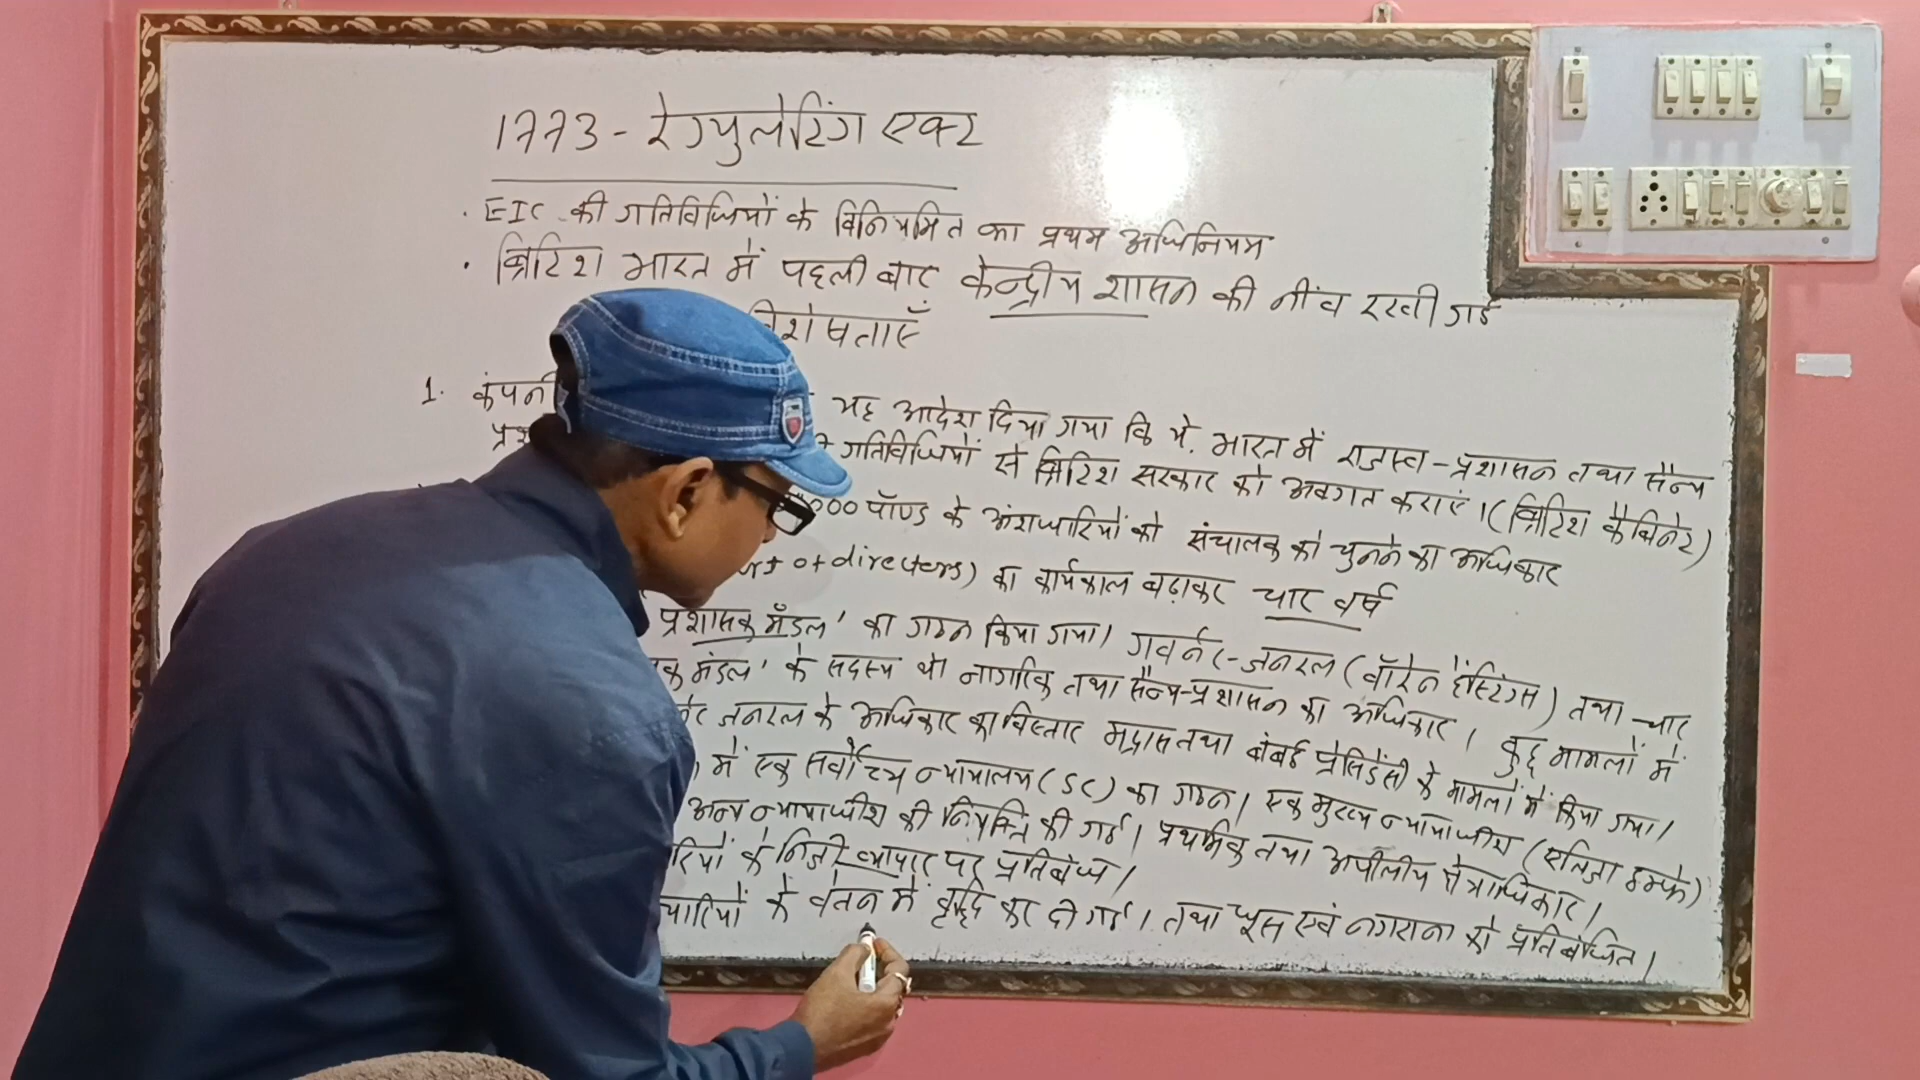 1773 - रेग्युलेटिंग एक्ट
. EIC की गतिविधियों के विनियमित का प्रथम अधिनियम
. ब्रिटिश भारत में पहली बार केन्द्रीय शासन की नींव रखी गई
विशेषताएँ
1. कंपनी यह आदेश दिया गया कि वे. भारत में राजस्व-प्रशासन तथा सैन्य
गतिविधियों से ब्रिटिश सरकार को अवगत कराएं। (ब्रिटिश कैबिनेट)
000 पॉण्ड के अंशधारियों को संचालक को चुनने का अधिकार
of directers) का कार्यकाल बढ़ाकर चार वर्ष
प्रशासक मँडल' का गठन किया गया। गवर्नर-जनरल (वॉरेन हैस्टिंग्स) तथा चार
क मंडल' के सदस्य थे। नागरिक तथा सैन्य-प्रशासन का अधिकार। कुछ मामलों में
जनरल के अधिकार का विस्तार मद्रास तथा बंबई प्रेसिडेंसी के मामलों में किया गया।
में एक सर्वोच्च न्यायालय (SC) का गठन। एक मुख्य न्यायाधीश (एलिजा इम्फे)
अन्य न्यायाधीश की नियुक्ति की गई। प्रथमिक तथा अपीलीय क्षेत्राधिकार।
रियों के निजी व्यापार पर प्रतिबंध।
चारियों के वेतन में वृद्धि कर दी गई। तथा घूस एवं नजराना को प्रतिबंधित।